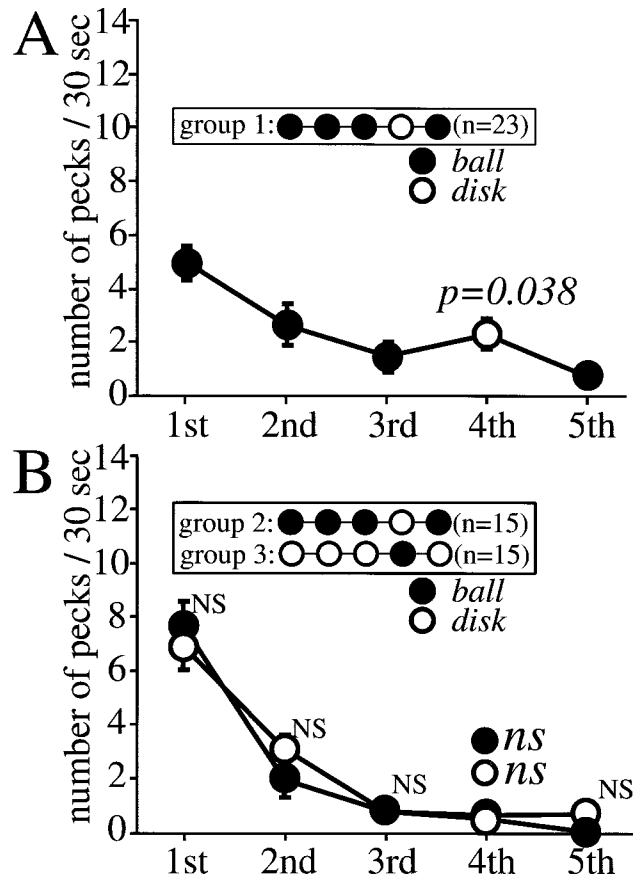 A
number of pecks / 30 sec
14
12
10
8
6
4
2
0
group 1: (n=23)
ball
disk
p=0.038
1st 2nd 3rd 4th 5th
B
number of pecks / 30 sec
14
12
10
8
6
4
2
0
group 2: (n=15)
group 3: (n=15)
ball
disk
NS
NS
NS
ns
ns
NS
1st 2nd 3rd 4th 5th